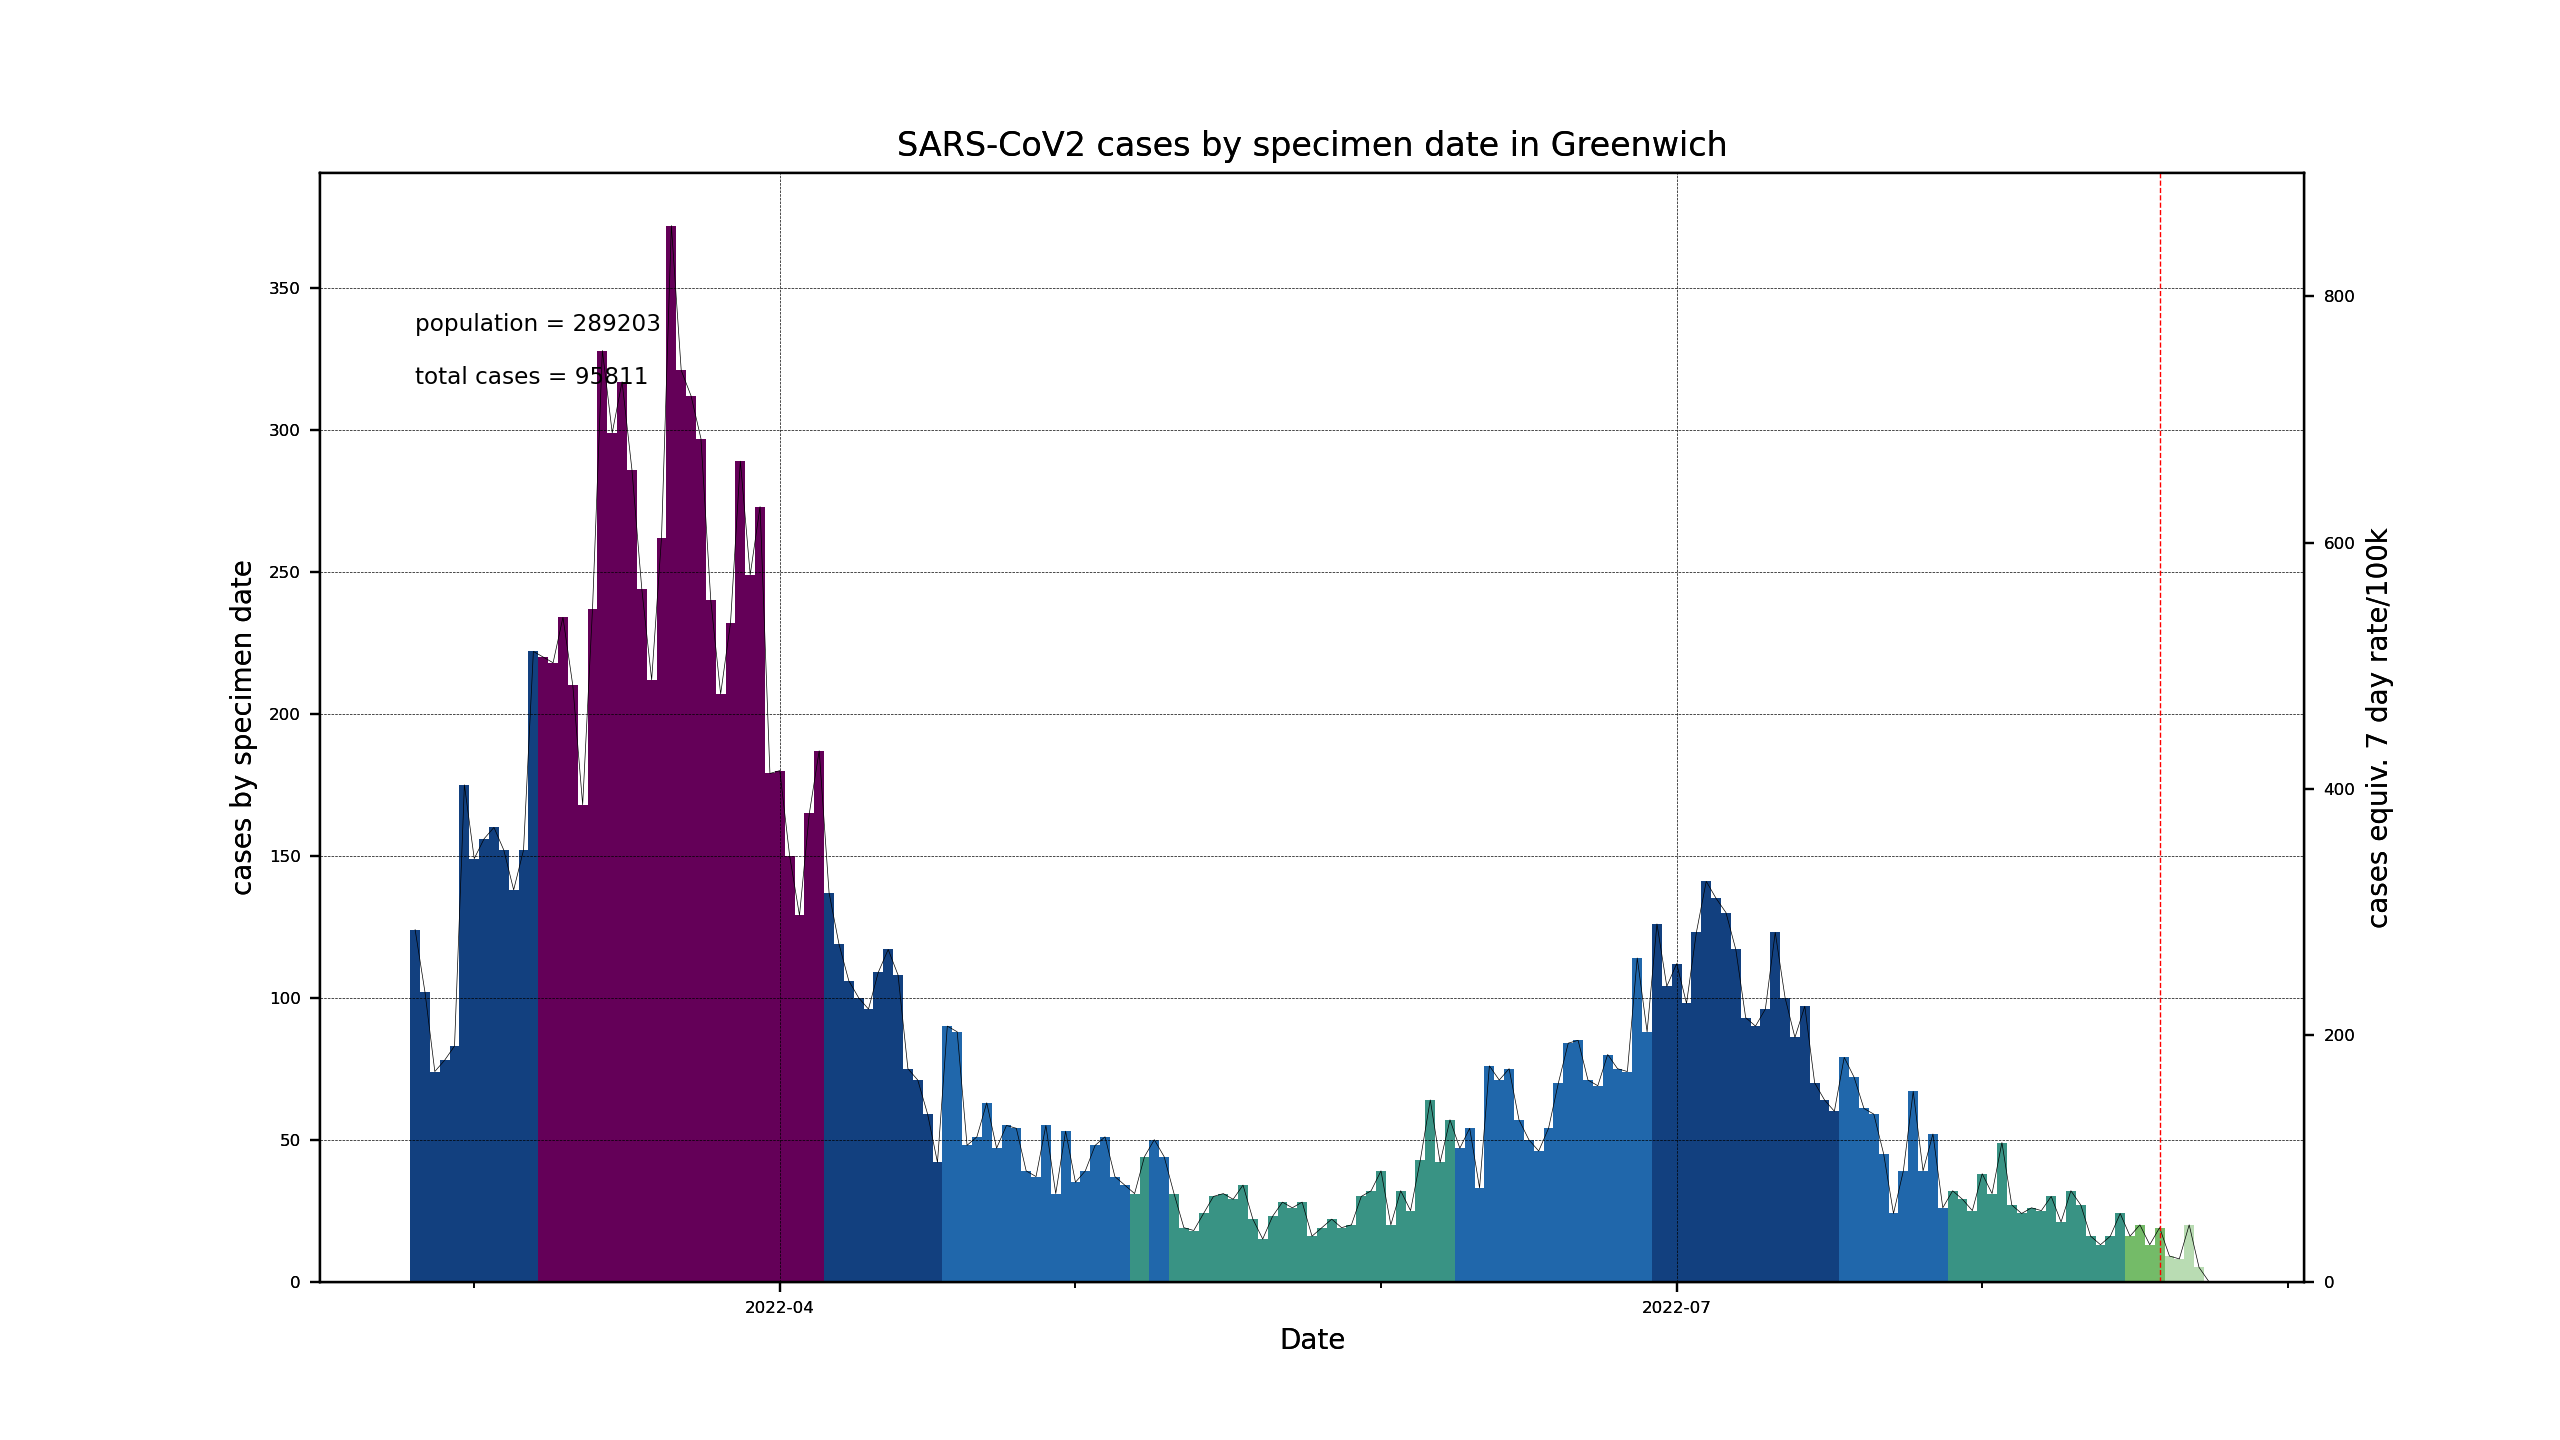 SARS-CoV2 cases by specimen date in Greenwich
population = 289203
total cases = 95811
cases by specimen date
350
300
250
200
150
100
50
0
800
600
400
200
0
cases equiv. 7 day rate/100k
2022-04
2022-07
Date